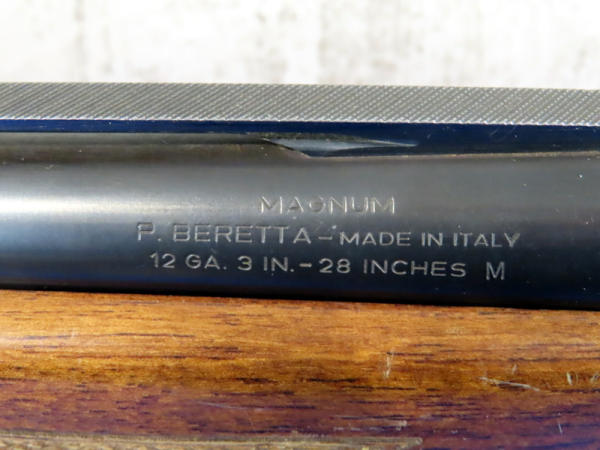 MAGNUM
P. BERETTA – MADE IN ITALY
12 GA. 3 IN. – 28 INCHES M